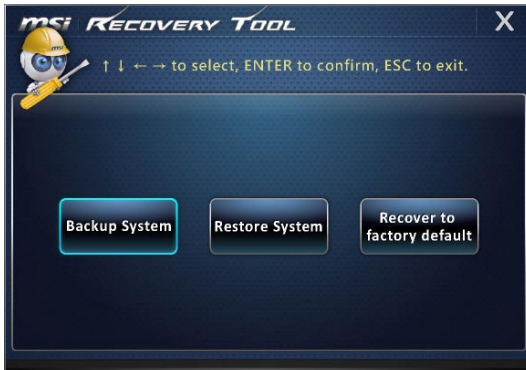 msi RECOVERY TOOL X
↑ ↓ ← → to select, ENTER to confirm, ESC to exit.
Backup System
Restore System
Recover to
factory default